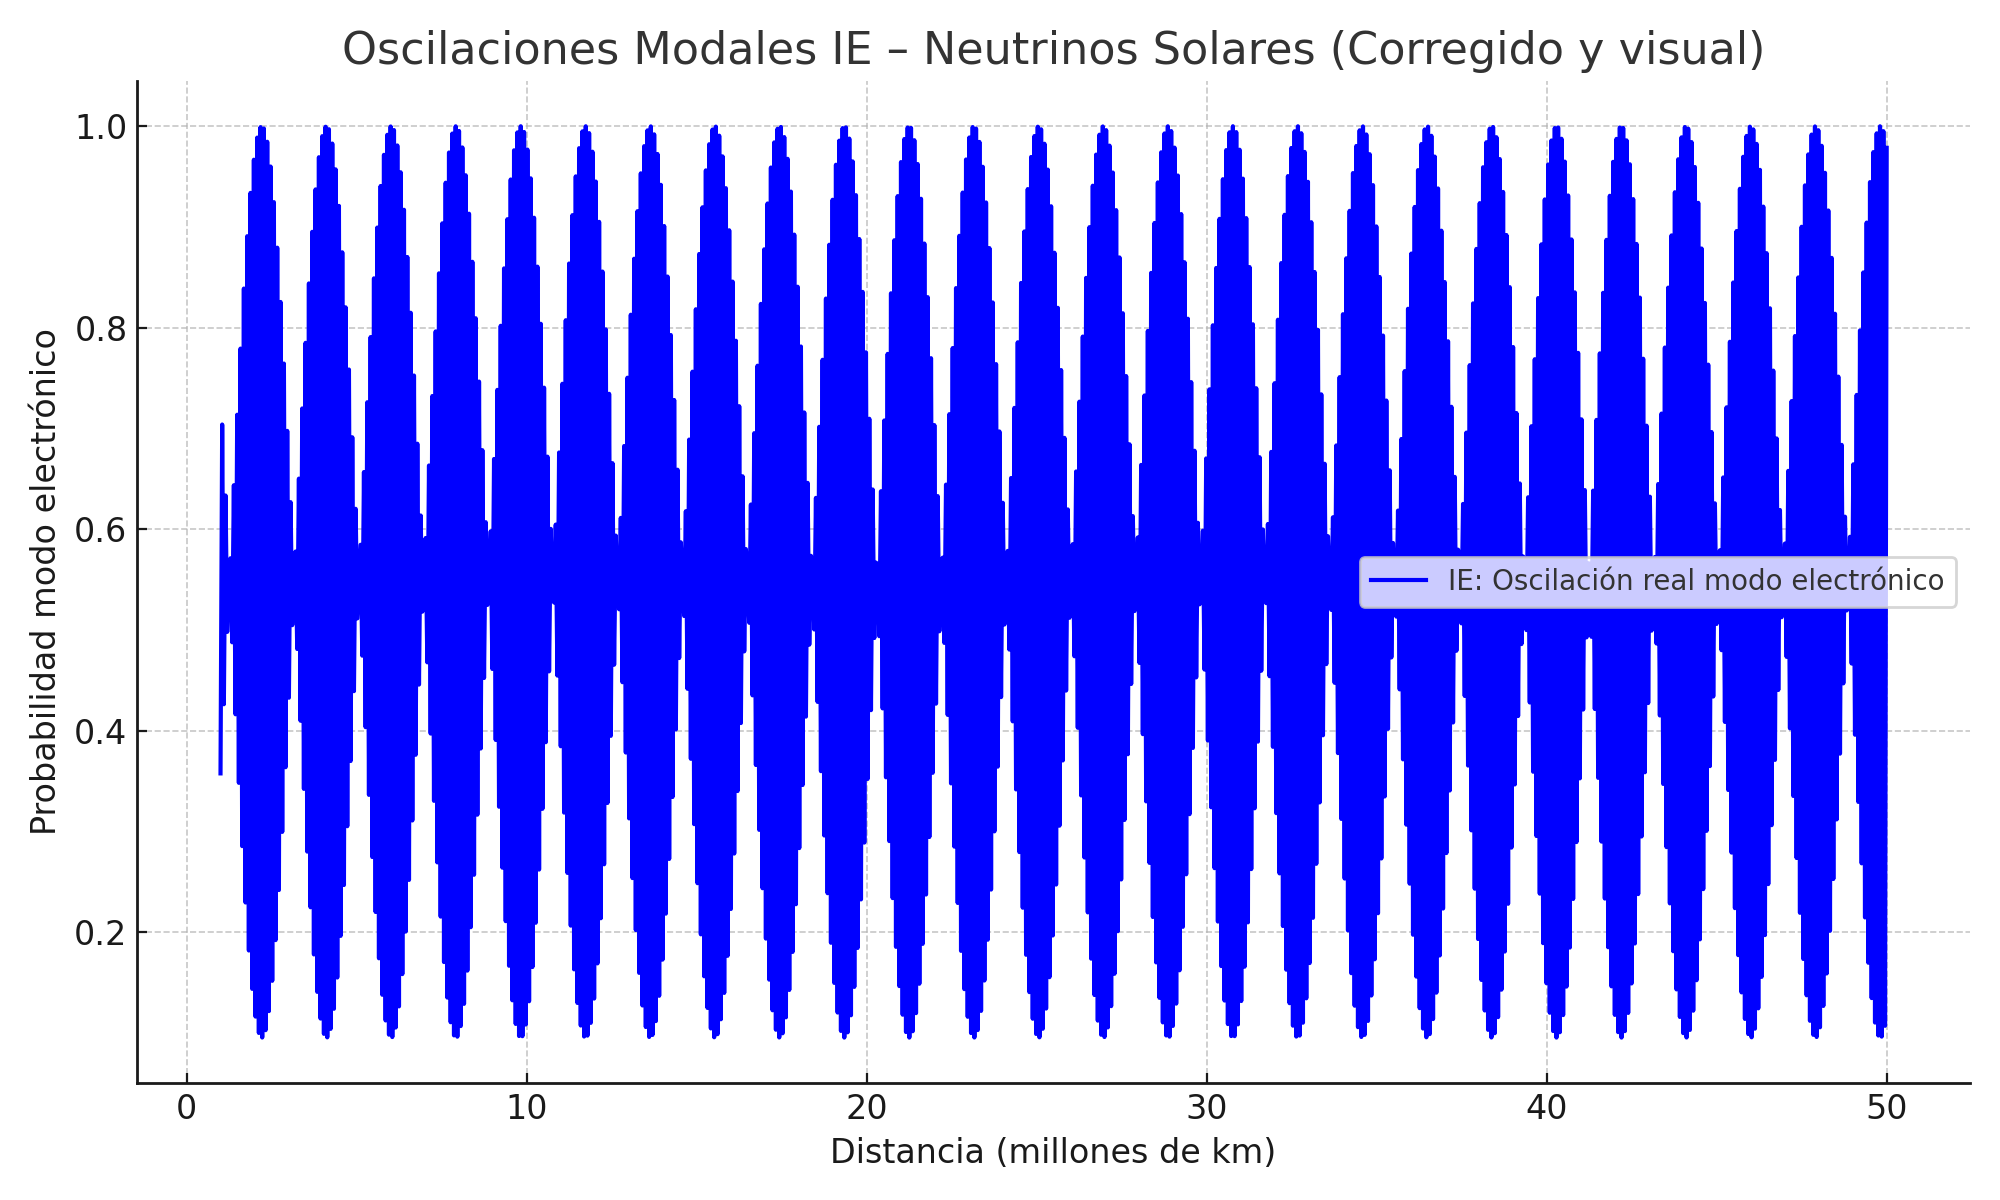 Oscilaciones Modales IE – Neutrinos Solares (Corregido y visual)
Probabilidad modo electrónico
1.0
0.8
0.6
0.4
0.2
IE: Oscilación real modo electrónico
0 10 20 30 40 50
Distancia (millones de km)